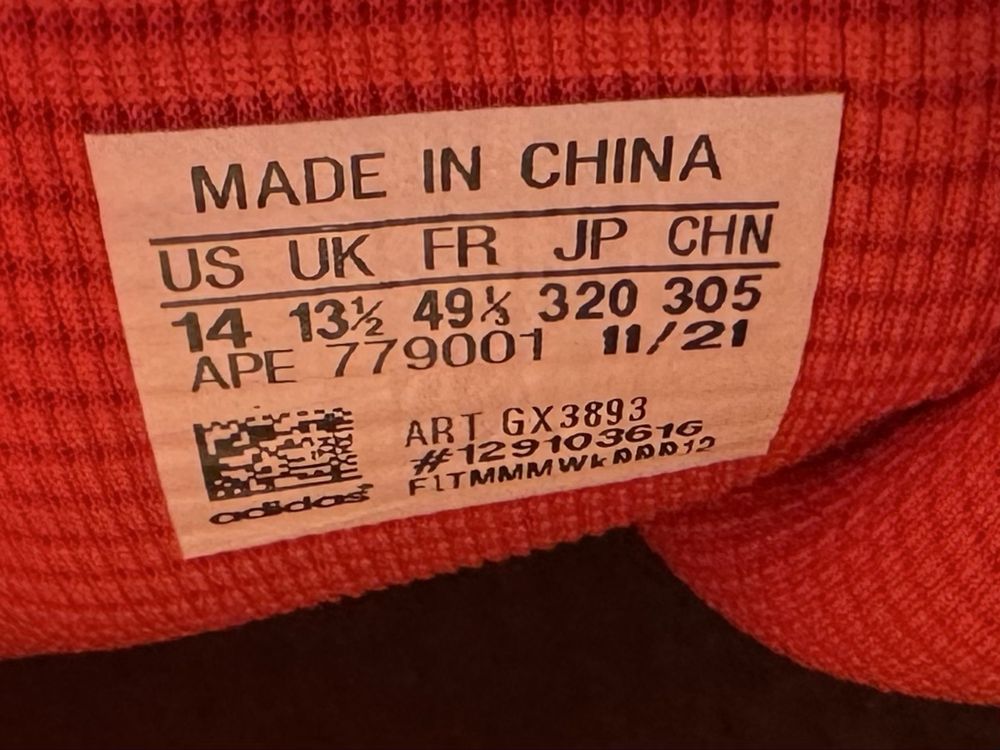 MADE IN CHINA
US UK FR JP CHN
14 13½ 49⅓ 320 305
APE 779001 11/21
ART GX3893
#129103616
adidas